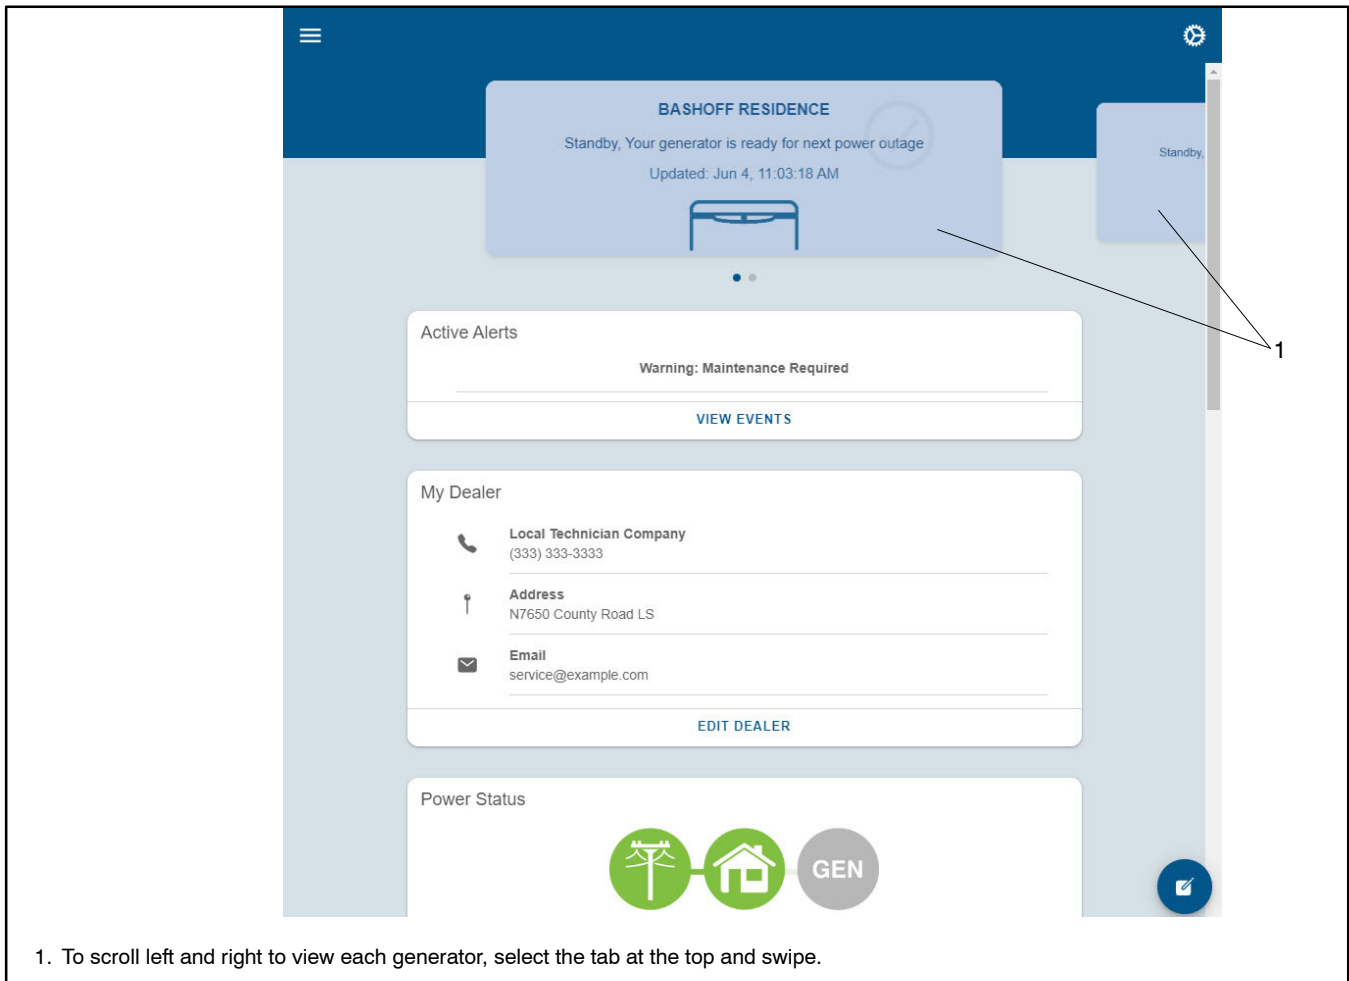 BASHOFF RESIDENCE
Standby, Your generator is ready for next power outage
Updated: Jun 4, 11:03:18 AM
Standby,
Active Alerts
Warning: Maintenance Required
VIEW EVENTS
1
My Dealer
Local Technician Company
(333) 333-3333
Address
N7650 County Road LS
Email
service@example.com
EDIT DEALER
Power Status
GEN
1. To scroll left and right to view each generator, select the tab at the top and swipe.